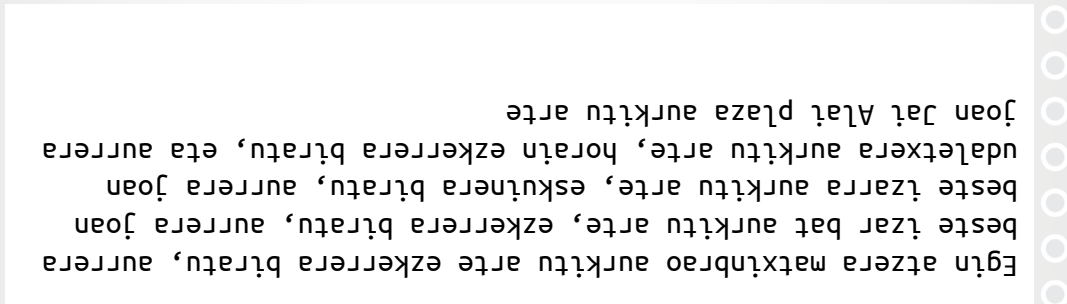 Egin atzera matxinbrao aurkitu arte ezkerrera biratu, aurrera
beste izar bat aurkitu arte, ezkerrera biratu, aurrera joan
beste izarra aurkitu arte, eskuinera biratu, aurrera joan
udaletxera aurkitu arte, horain ezkerrera biratu, eta aurrera
joan Jai Alai plaza aurkitu arte